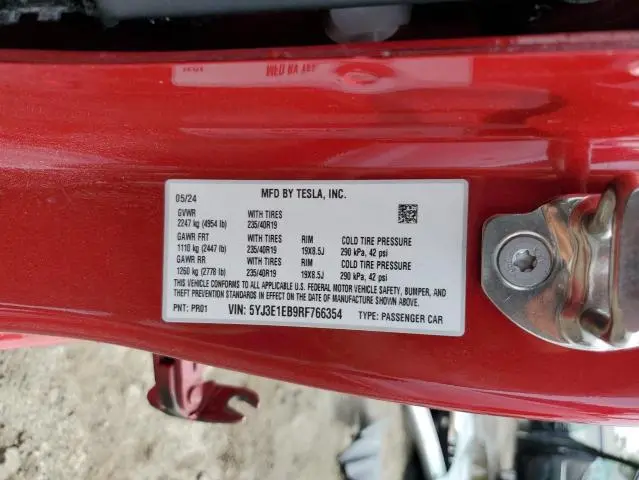 05/24 MFD BY TESLA, INC.
GVWR WITH TIRES
2247 kg (4954 lb) 235/40R19
GAWR FRT WITH TIRES RIM COLD TIRE PRESSURE
1110 kg (2447 lb) 235/40R19 19X8.5J 290 kPa, 42 psi
GAWR RR WITH TIRES RIM COLD TIRE PRESSURE
1260 kg (2778 lb) 235/40R19 19X8.5J 290 kPa, 42 psi
THIS VEHICLE CONFORMS TO ALL APPLICABLE U.S. FEDERAL MOTOR VEHICLE SAFETY, BUMPER, AND
THEFT PREVENTION STANDARDS IN EFFECT ON THE DATE OF MANUFACTURE SHOWN ABOVE.
PNT: PR01 VIN: 5YJ3E1EB9RF766354 TYPE: PASSENGER CAR